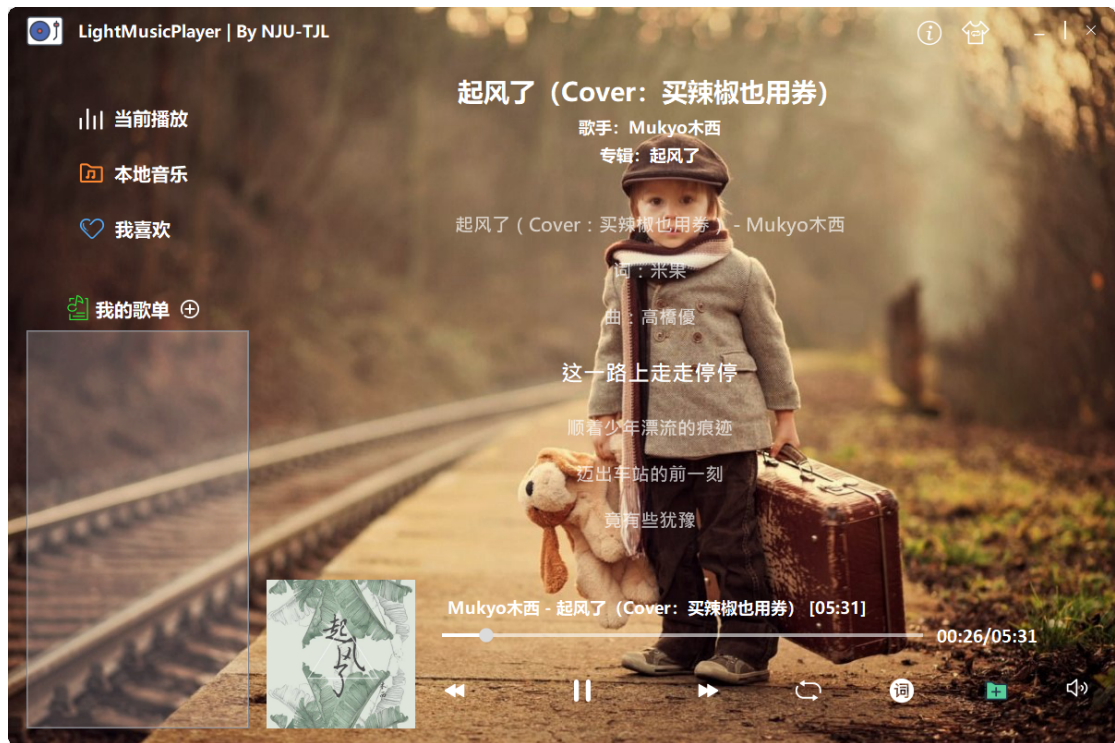 LightMusicPlayer | By NJU-TJL
当前播放
本地音乐
我喜欢
我的歌单
起风了（Cover：买辣椒也用券）
歌手：Mukyo木西
专辑：起风了
起风了（Cover：买辣椒也用券）- Mukyo木西
词：米果
曲：高橋優
这一路上走走停停
顺着少年漂流的痕迹
迈出车站的前一刻
竟有些犹豫
起风了
Mukyo木西 - 起风了（Cover：买辣椒也用券） [05:31]
00:26/05:31
词